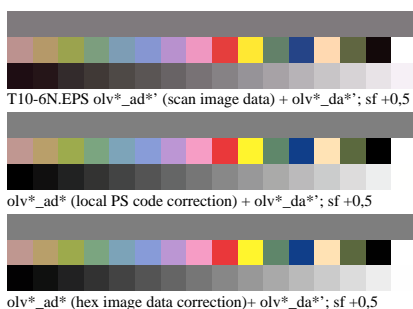 T10-6N.EPS olv*_ad*’ (scan image data) + olv*_da*’; sf +0,5
olv*_ad* (local PS code correction) + olv*_da*’; sf +0,5
olv*_ad* (hex image data correction)+ olv*_da*’; sf +0,5